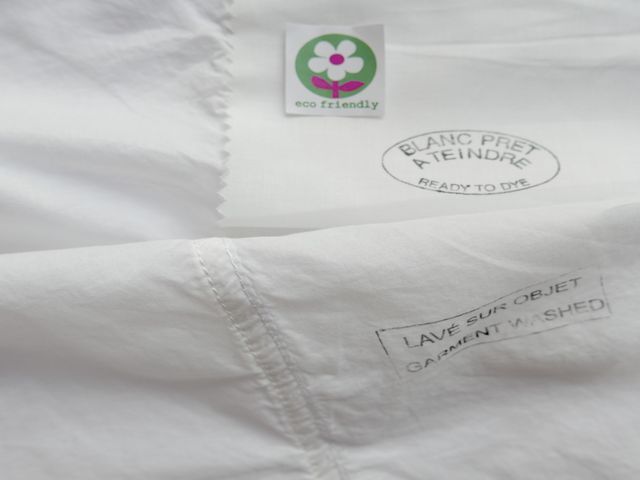 eco friendly
BLANC PRET
A TEINDRE
READY TO DYE
LAVÉ SUR OBJET
GARMENT WASHED